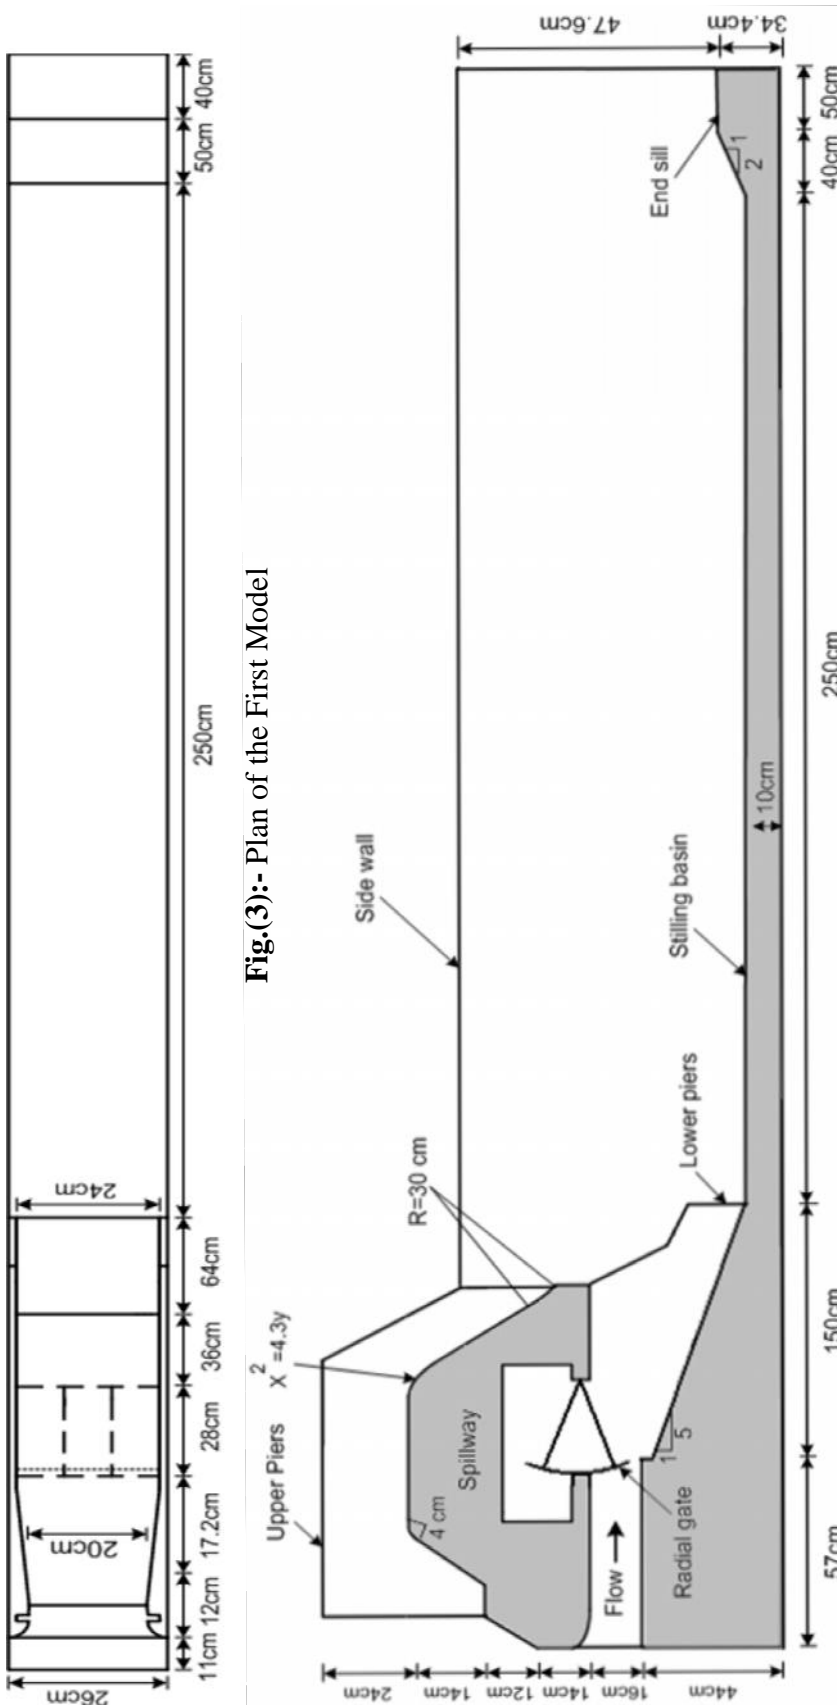 40cm
50cm
250cm
24cm
64cm
36cm
28cm
17.2cm
20cm
12cm
11cm
26cm
Fig.(3):- Plan of the First Model
47.6cm
34.4cm
50cm
40cm
End sill
1
2
250cm
10cm
Side wall
Stilling basin
Lower piers
R=30 cm
X²=4.3y
Upper Piers
Spillway
4 cm
1
5
150cm
Radial gate
Flow
57cm
24cm
14cm
12cm
14cm
16cm
44cm